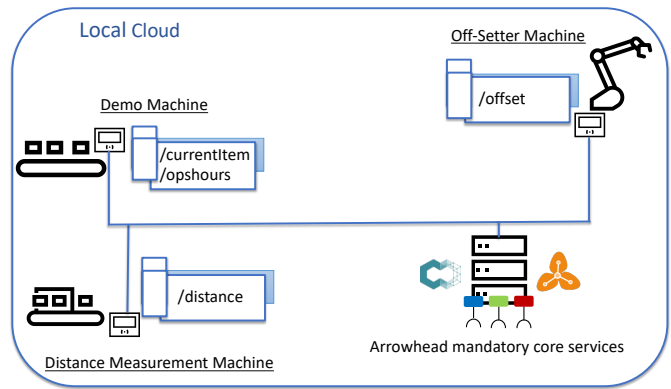 Local Cloud
Off-Setter Machine
/offset
Demo Machine
/currentItem
/opshours
/distance
Distance Measurement Machine
Arrowhead mandatory core services